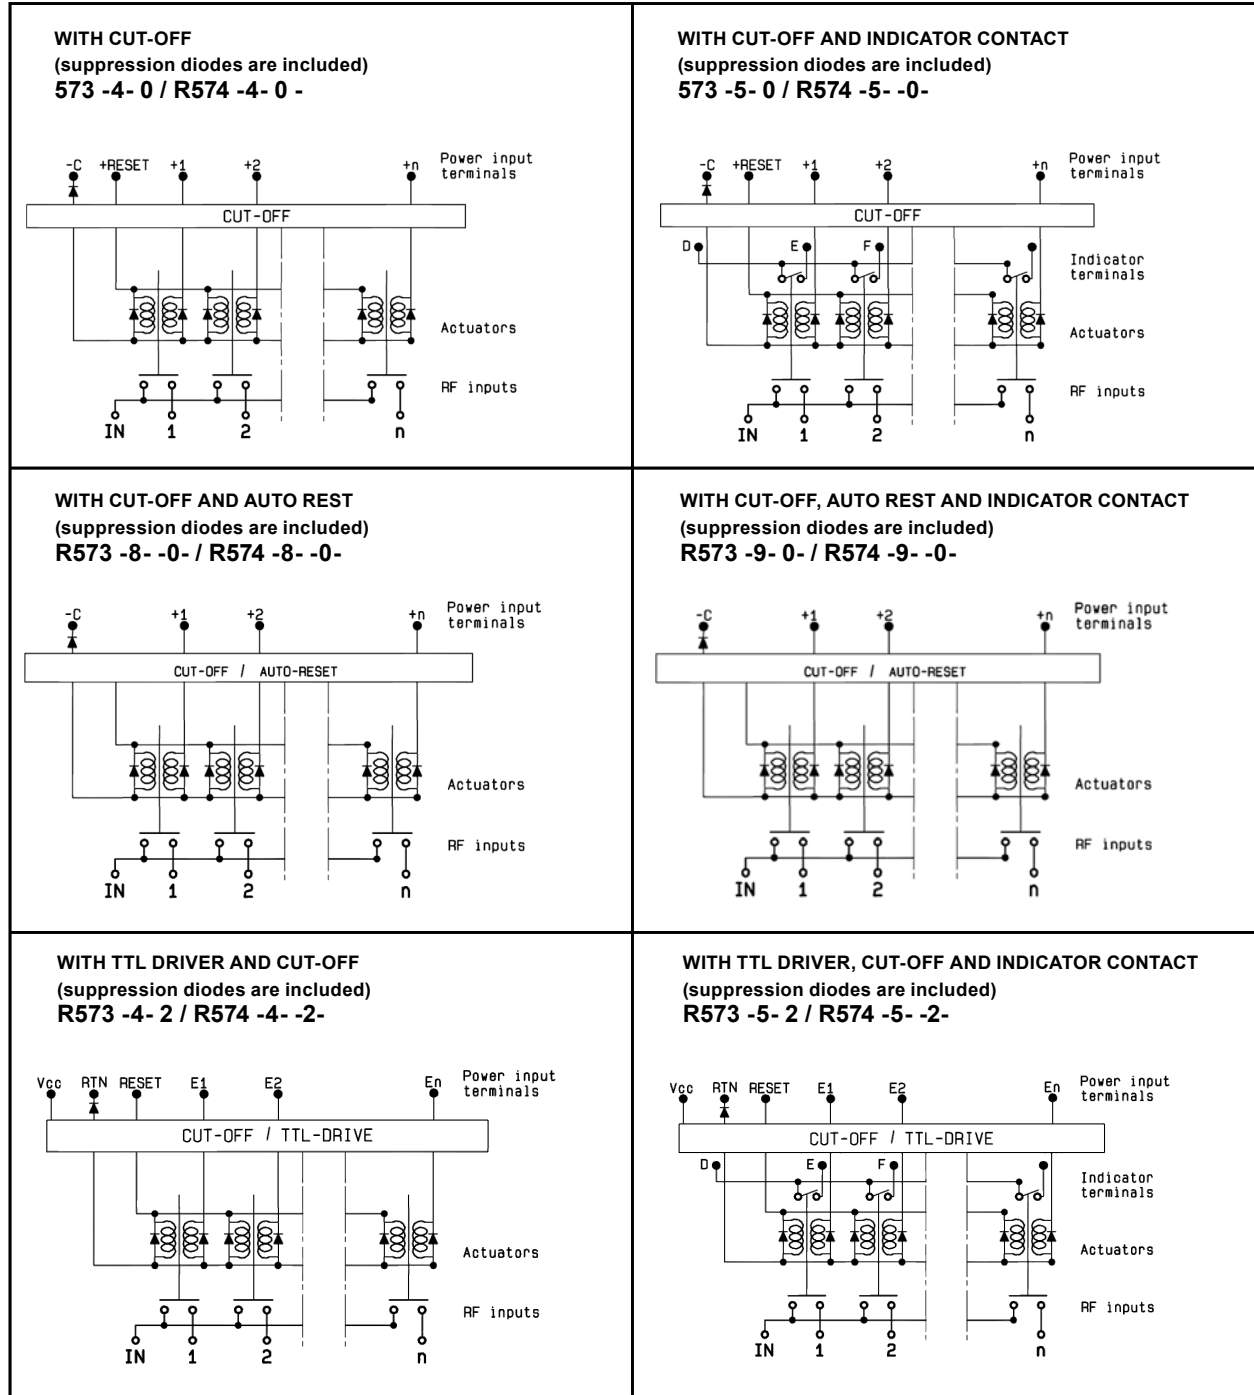 WITH CUT-OFF
(suppression diodes are included)
573 -4- 0 / R574 -4- 0 -
-C +RESET +1 +2 +n Power input
terminals
CUT-OFF
Actuators
RF inputs
IN 1 2 n
WITH CUT-OFF AND INDICATOR CONTACT
(suppression diodes are included)
573 -5- 0 / R574 -5- -0-
-C +RESET +1 +2 +n Power input
terminals
CUT-OFF
D E F
Indicator
terminals
Actuators
RF inputs
IN 1 2 n
WITH CUT-OFF AND AUTO REST
(suppression diodes are included)
R573 -8- -0- / R574 -8- -0-
-C +1 +2 +n Power input
terminals
CUT-OFF / AUTO-RESET
Actuators
RF inputs
IN 1 2 n
WITH CUT-OFF, AUTO REST AND INDICATOR CONTACT
(suppression diodes are included)
R573 -9- 0- / R574 -9- -0-
-C +1 +2 +n Power input
terminals
CUT-OFF / AUTO-RESET
Actuators
RF inputs
IN 1 2 n
WITH TTL DRIVER AND CUT-OFF
(suppression diodes are included)
R573 -4- 2 / R574 -4- -2-
Vcc RTN RESET E1 E2 En Power input
terminals
CUT-OFF / TTL-DRIVE
Actuators
RF inputs
IN 1 2 n
WITH TTL DRIVER, CUT-OFF AND INDICATOR CONTACT
(suppression diodes are included)
R573 -5- 2 / R574 -5- -2-
Vcc RTN RESET E1 E2 En Power input
terminals
CUT-OFF / TTL-DRIVE
D E F
Indicator
terminals
Actuators
RF inputs
IN 1 2 n